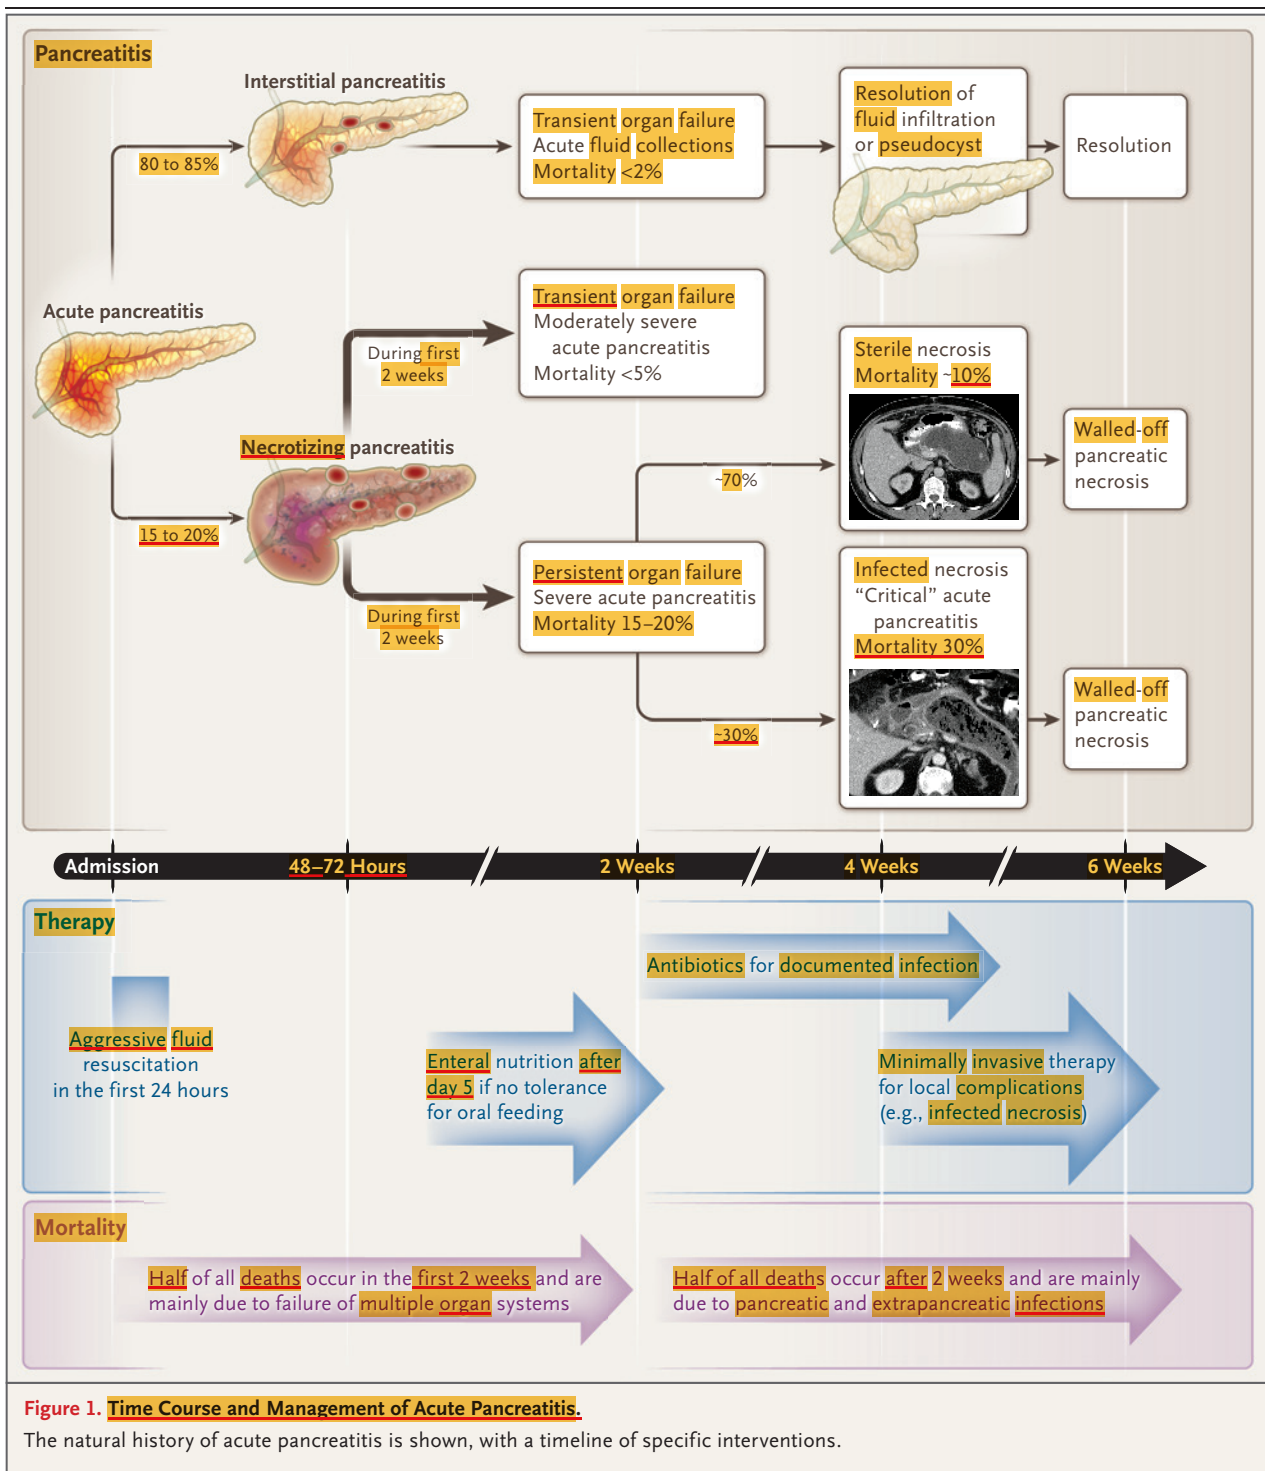 Pancreatitis
Interstitial pancreatitis
80 to 85%
Transient organ failure
Acute fluid collections
Mortality <2%
Resolution of
fluid infiltration
or pseudocyst
Resolution
Acute pancreatitis
During first
2 weeks
Transient organ failure
Moderately severe
acute pancreatitis
Mortality <5%
Necrotizing pancreatitis
15 to 20%
During first
2 weeks
Persistent organ failure
Severe acute pancreatitis
Mortality 15–20%
~70%
Sterile necrosis
Mortality ~10%
Walled-off
pancreatic
necrosis
~30%
Infected necrosis
“Critical” acute
pancreatitis
Mortality 30%
Walled-off
pancreatic
necrosis
Admission
48–72 Hours
2 Weeks
4 Weeks
6 Weeks
Therapy
Aggressive fluid
resuscitation
in the first 24 hours
Enteral nutrition after
day 5 if no tolerance
for oral feeding
Antibiotics for documented infection
Minimally invasive therapy
for local complications
(e.g., infected necrosis)
Mortality
Half of all deaths occur in the first 2 weeks and are
mainly due to failure of multiple organ systems
Half of all deaths occur after 2 weeks and are mainly
due to pancreatic and extrapancreatic infections
Figure 1. Time Course and Management of Acute Pancreatitis.
The natural history of acute pancreatitis is shown, with a timeline of specific interventions.